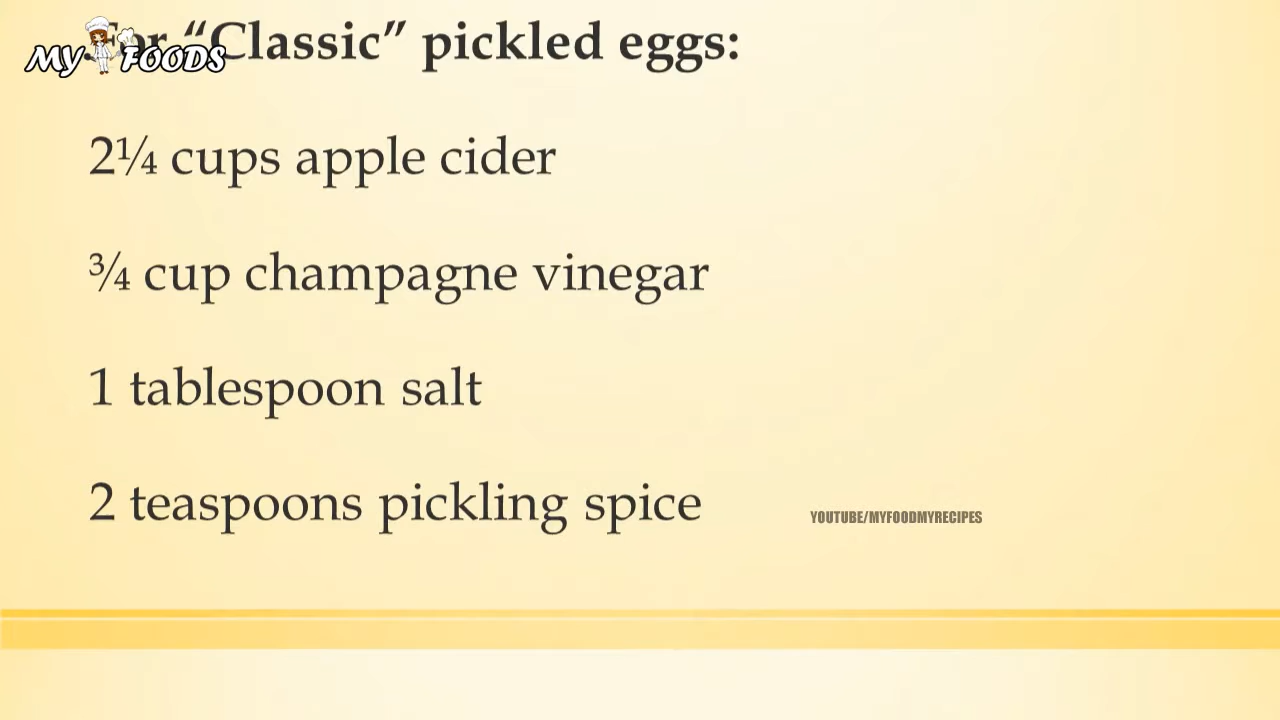 For “Classic” pickled eggs:
MY FOODS
2¼ cups apple cider
¾ cup champagne vinegar
1 tablespoon salt
2 teaspoons pickling spice
YOUTUBE/MYFOODMYRECIPES